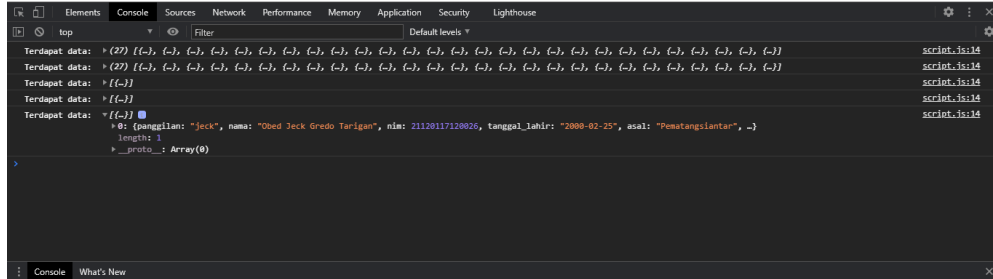 Elements Console Sources Network Performance Memory Application Security Lighthouse
top Filter Default levels ▼
Terdapat data: ▶(27) [{…}, {…}, {…}, {…}, {…}, {…}, {…}, {…}, {…}, {…}, {…}, {…}, {…}, {…}, {…}, {…}, {…}, {…}, {…}, {…}, {…}, {…}, {…}, {…}, {…}, {…}, {…}] script.js:14
Terdapat data: ▶(27) [{…}, {…}, {…}, {…}, {…}, {…}, {…}, {…}, {…}, {…}, {…}, {…}, {…}, {…}, {…}, {…}, {…}, {…}, {…}, {…}, {…}, {…}, {…}, {…}, {…}, {…}, {…}] script.js:14
Terdapat data: ▶[{…}] script.js:14
Terdapat data: ▶[{…}] script.js:14
Terdapat data: ▼[{…}] script.js:14
▶0: {panggilan: "jeck", nama: "Obed Jeck Gredo Tarigan", nim: 21120117120026, tanggal_lahir: "2000-02-25", asal: "Pematangsiantar", …}
length: 1
▶__proto__: Array(0)
Console What's New